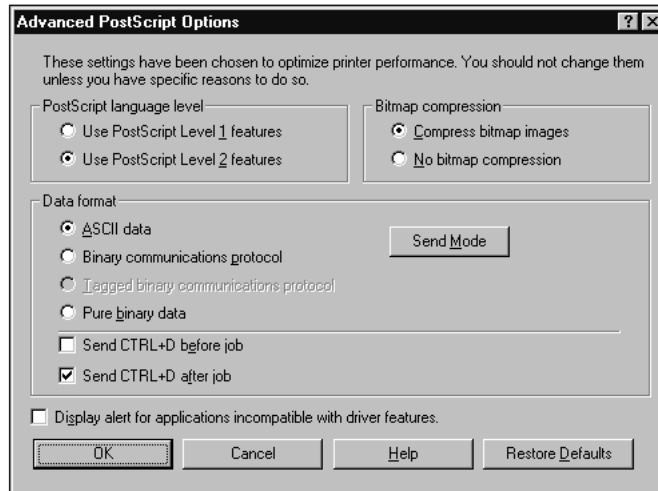 Advanced PostScript Options
These settings have been chosen to optimize printer performance. You should not change them
unless you have specific reasons to do so.
PostScript language level
Use PostScript Level 1 features
Use PostScript Level 2 features
Bitmap compression
Compress bitmap images
No bitmap compression
Data format
ASCII data
Binary communications protocol
Tagged binary communications protocol
Pure binary data
Send Mode
Send CTRL+D before job
Send CTRL+D after job
Display alert for applications incompatible with driver features.
OK
Cancel
Help
Restore Defaults